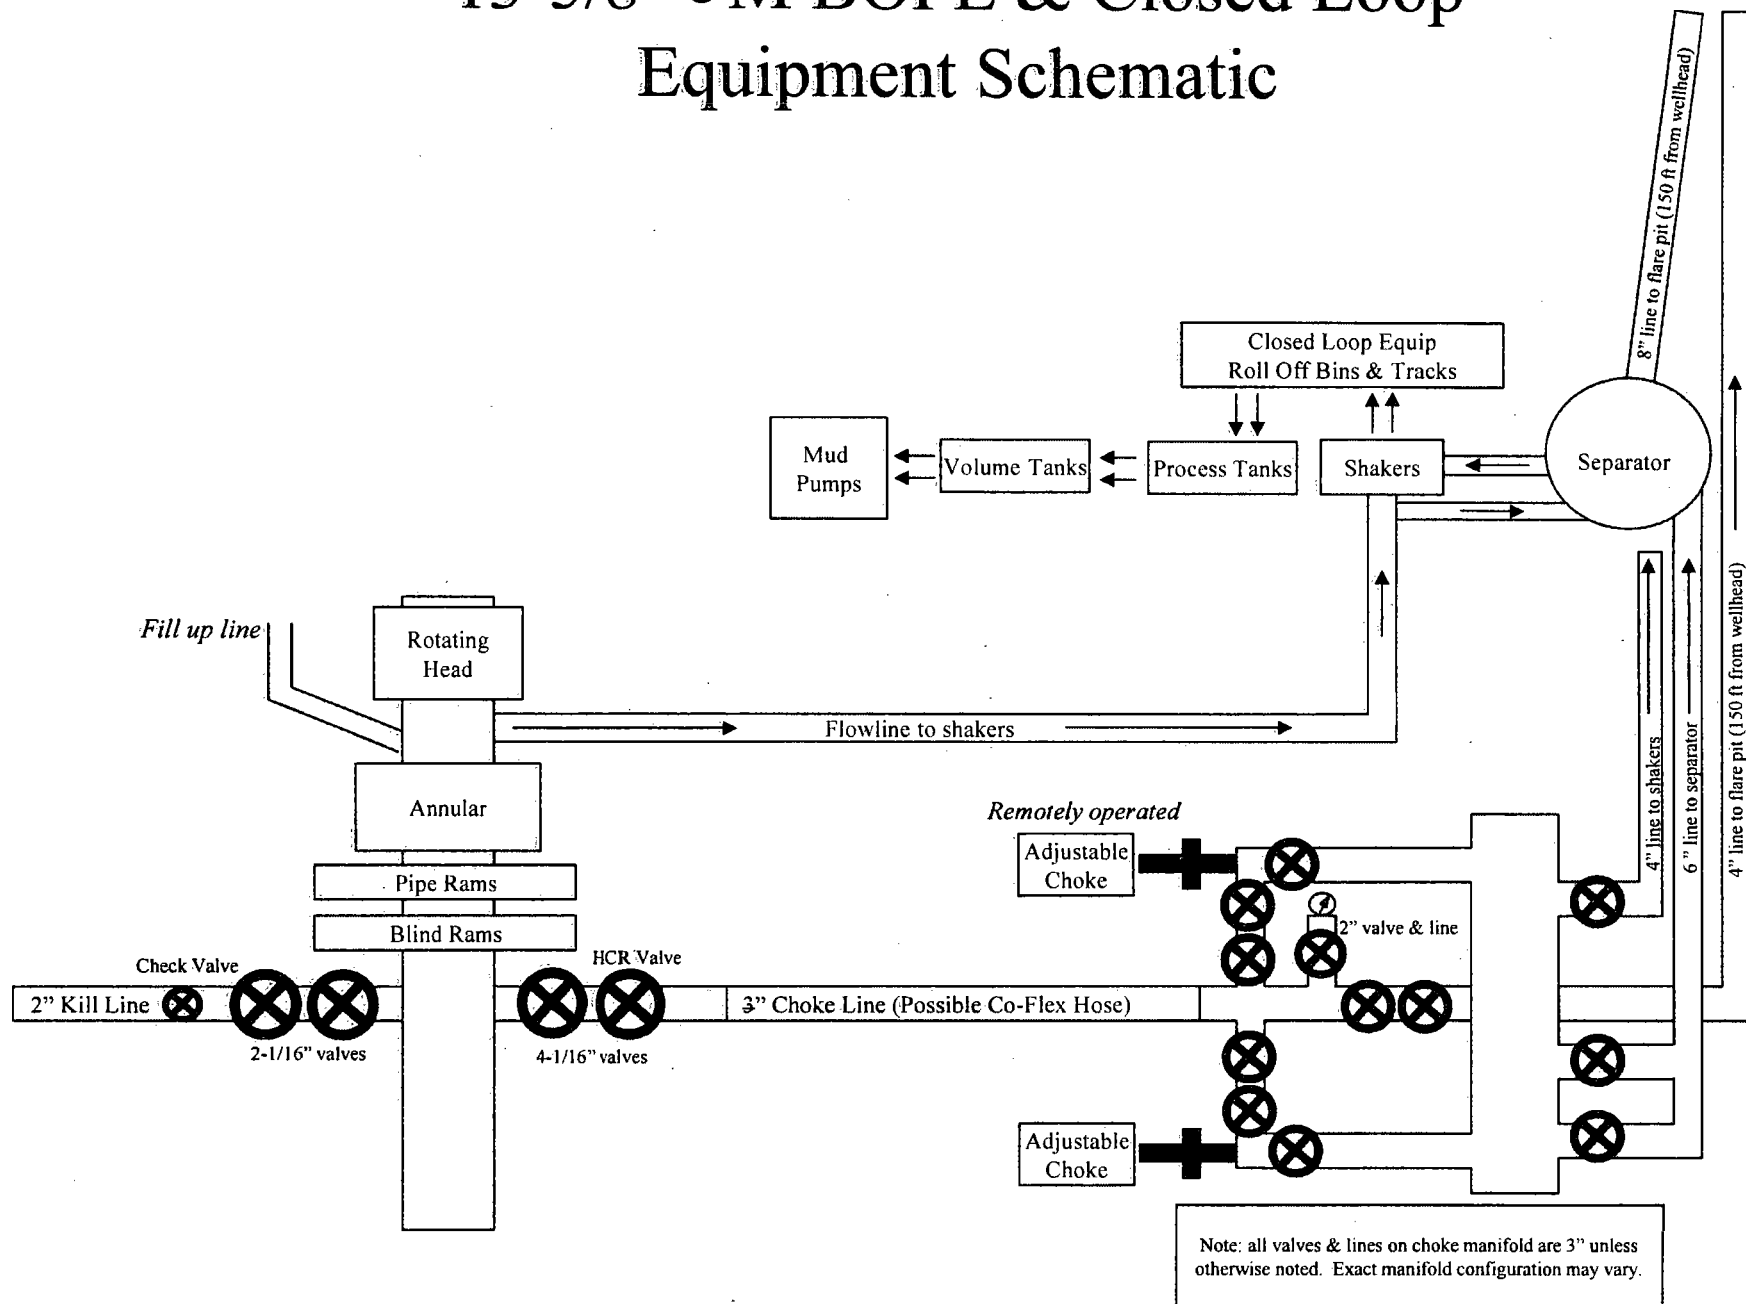 BOPE & Closed Loop
Equipment Schematic
8” line to flare pit (150 ft from wellhead)
Closed Loop Equip
Roll Off Bins & Tracks
Mud
Pumps
Volume Tanks
Process Tanks
Shakers
Separator
Fill up line
Rotating
Head
Flowline to shakers
Annular
Pipe Rams
Blind Rams
Remotely operated
Adjustable
Choke
4” line to shakers
6” line to separator
4” line to flare pit (150 ft from wellhead)
2” valve & line
Check Valve
HCR Valve
2” Kill Line
3” Choke Line (Possible Co-Flex Hose)
2-1/16” valves
4-1/16” valves
Adjustable
Choke
Note: all valves & lines on choke manifold are 3” unless
otherwise noted. Exact manifold configuration may vary.